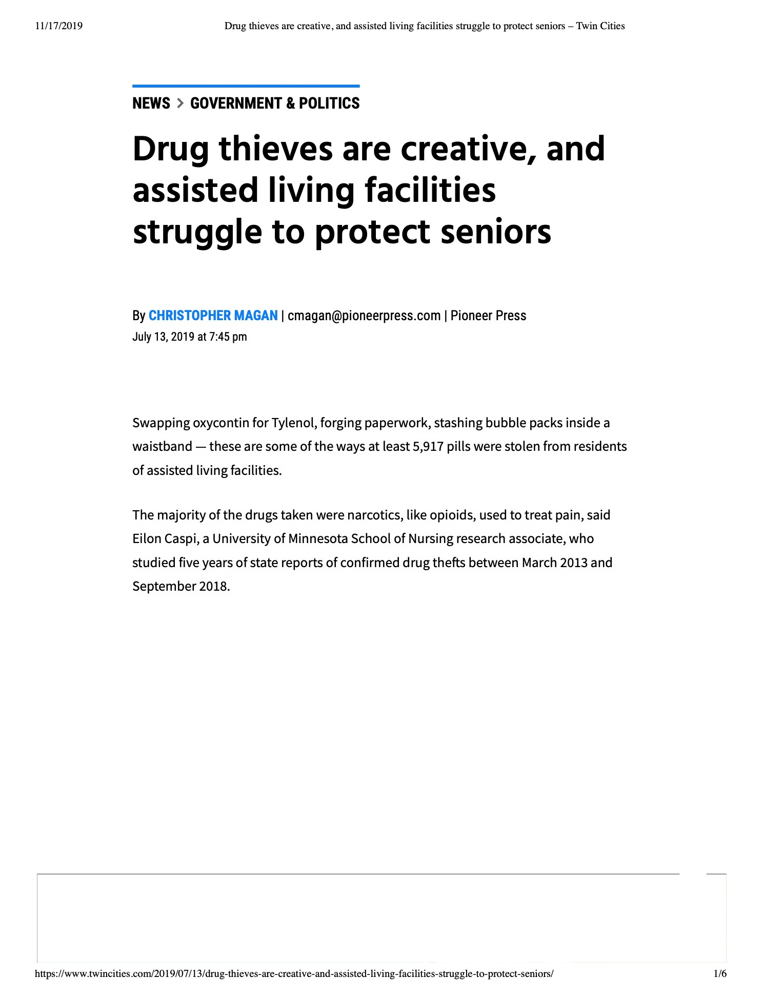 11/17/2019 Drug thieves are creative, and assisted living facilities struggle to protect seniors – Twin Cities
NEWS > GOVERNMENT & POLITICS
Drug thieves are creative, and
assisted living facilities
struggle to protect seniors
By CHRISTOPHER MAGAN | cmagan@pioneerpress.com | Pioneer Press
July 13, 2019 at 7:45 pm
Swapping oxycontin for Tylenol, forging paperwork, stashing bubble packs inside a
waistband — these are some of the ways at least 5,917 pills were stolen from residents
of assisted living facilities.
The majority of the drugs taken were narcotics, like opioids, used to treat pain, said
Eilon Caspi, a University of Minnesota School of Nursing research associate, who
studied five years of state reports of confirmed drug thefts between March 2013 and
September 2018.
https://www.twincities.com/2019/07/13/drug-thieves-are-creative-and-assisted-living-facilities-struggle-to-protect-seniors/ 1/6